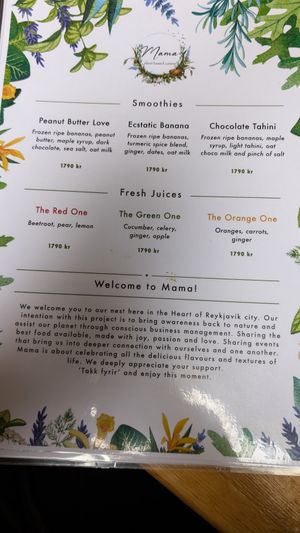 Mama
Smoothies
Peanut Butter Love
Frozen ripe bananas, peanut
butter, maple syrup, dark
chocolate, sea salt, oat milk
1790 kr
Ecstatic Banana
Frozen ripe bananas,
turmeric spice blend,
ginger, dates, oat milk
1790 kr
Chocolate Tahini
Frozen ripe bananas, maple
syrup, light tahini, oat
choco milk and pinch of salt
1790 kr
Fresh Juices
The Red One
Beetroot, pear, lemon
1790 kr
The Green One
Cucumber, celery,
ginger, apple
1790 kr
The Orange One
Oranges, carrots,
ginger
1790 kr
Welcome to Mama!
We welcome you to our nest here in the Heart of Reykjavik city. Our
intention with this project is to bring awareness back to nature and
assist our planet through conscious business management. Sharing the
best food available, made with joy, passion and love. Sharing events
that bring us into deeper connection with ourselves and one another.
Mama is about celebrating all the delicious flavours and textures of
life. We deeply appreciate your support.
'Takk fyrir' and enjoy this moment.